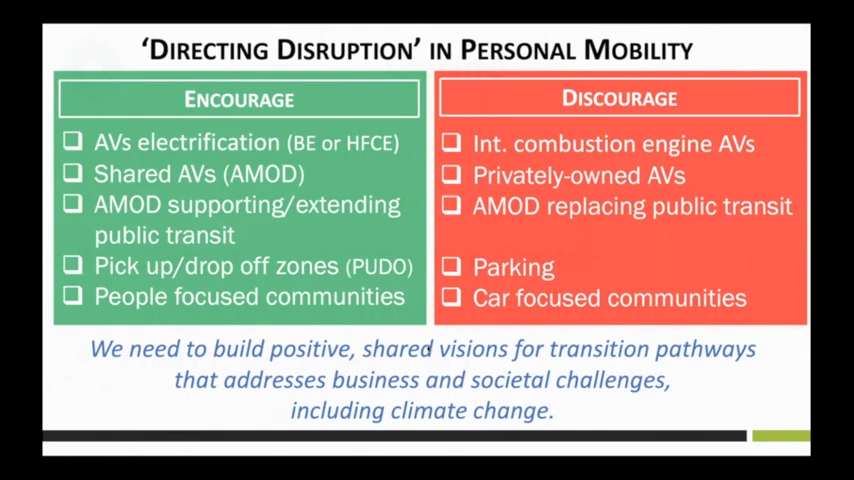 'DIRECTING DISRUPTION' IN PERSONAL MOBILITY
ENCOURAGE
❑ AVs electrification (BE or HFCE)
❑ Shared AVs (AMOD)
❑ AMOD supporting/extending
public transit
❑ Pick up/drop off zones (PUDO)
❑ People focused communities
DISCOURAGE
❑ Int. combustion engine AVs
❑ Privately-owned AVs
❑ AMOD replacing public transit
❑ Parking
❑ Car focused communities
We need to build positive, shared visions for transition pathways
that addresses business and societal challenges,
including climate change.